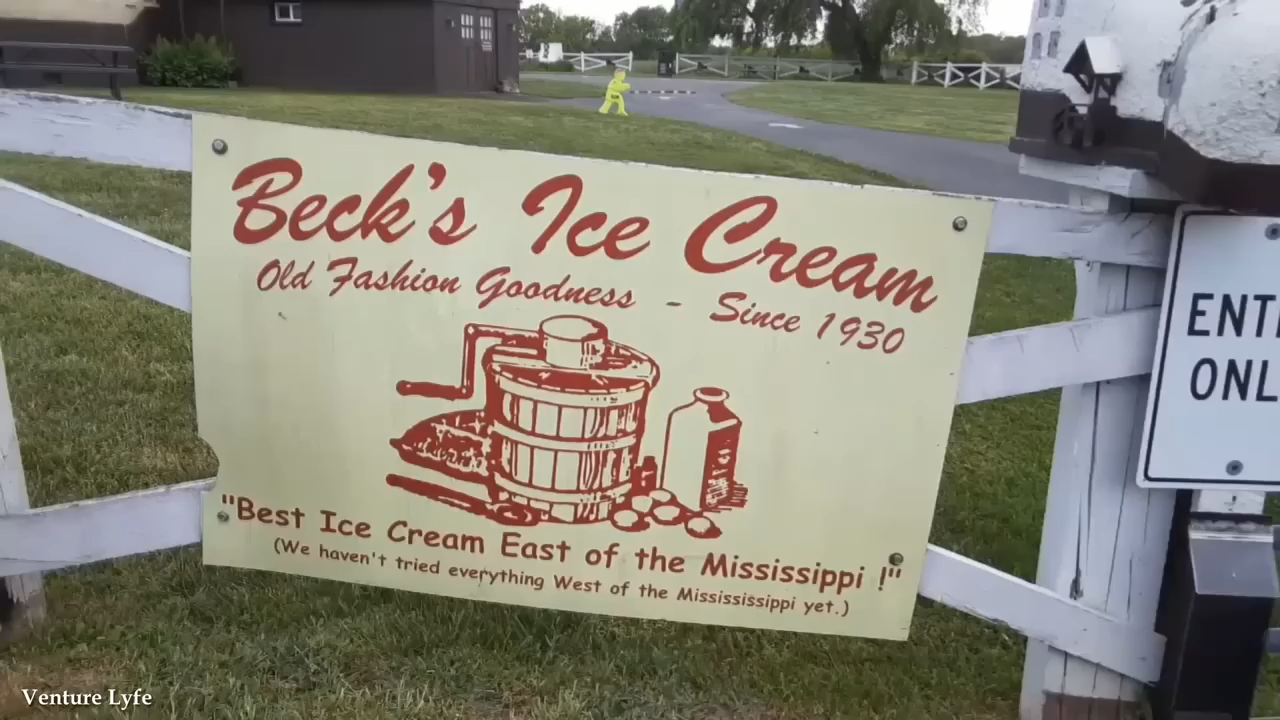 Beck's Ice Cream
Old Fashion Goodness - Since 1930
"Best Ice Cream East of the Mississippi !"
(We haven't tried everything West of the Mississississippi yet.)
ENT
ONL
Venture Lyfe